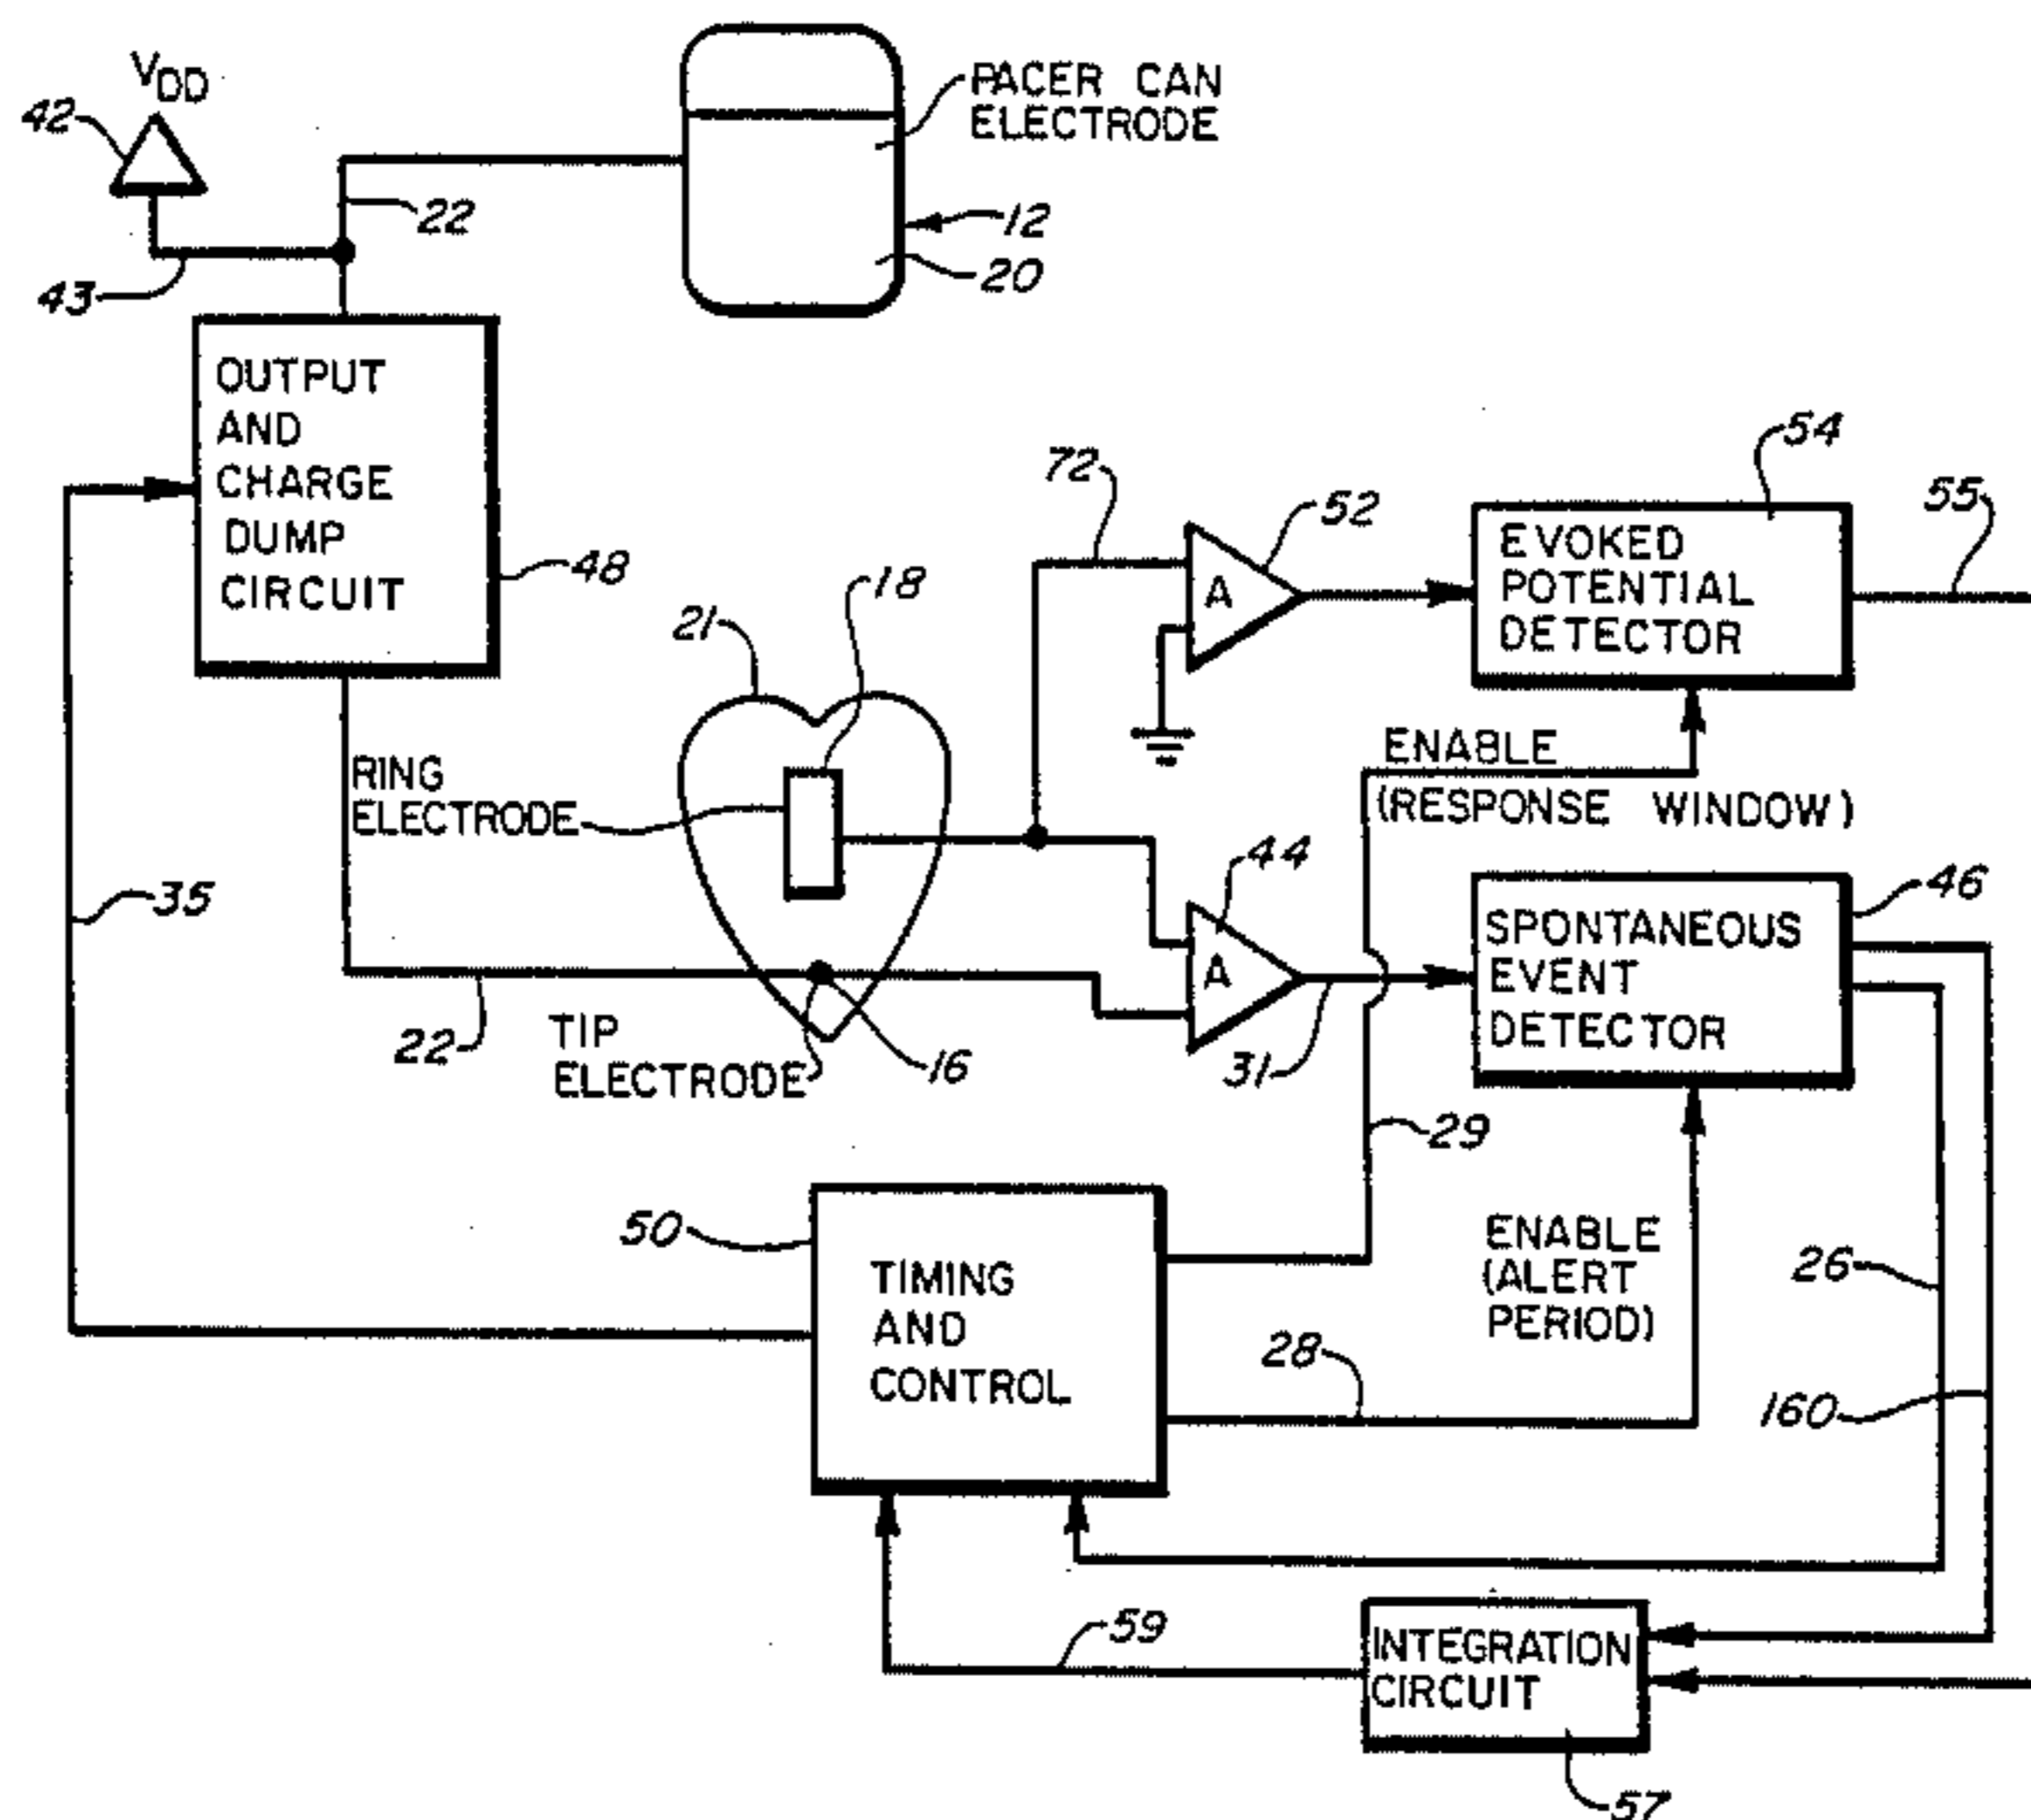 VDD
42
PACER CAN
ELECTRODE
22
12
20
43
OUTPUT
AND
CHARGE
DUMP
CIRCUIT
48
72
52
54
55
A
EVOKED
POTENTIAL
DETECTOR
21
18
RING
ELECTRODE
ENABLE
(RESPONSE WINDOW)
44
46
35
A
SPONTANEOUS
EVENT
DETECTOR
22
TIP
ELECTRODE
16
31
29
50
TIMING
AND
CONTROL
ENABLE
(ALERT
PERIOD)
26
28
160
59
INTEGRATION
CIRCUIT
57